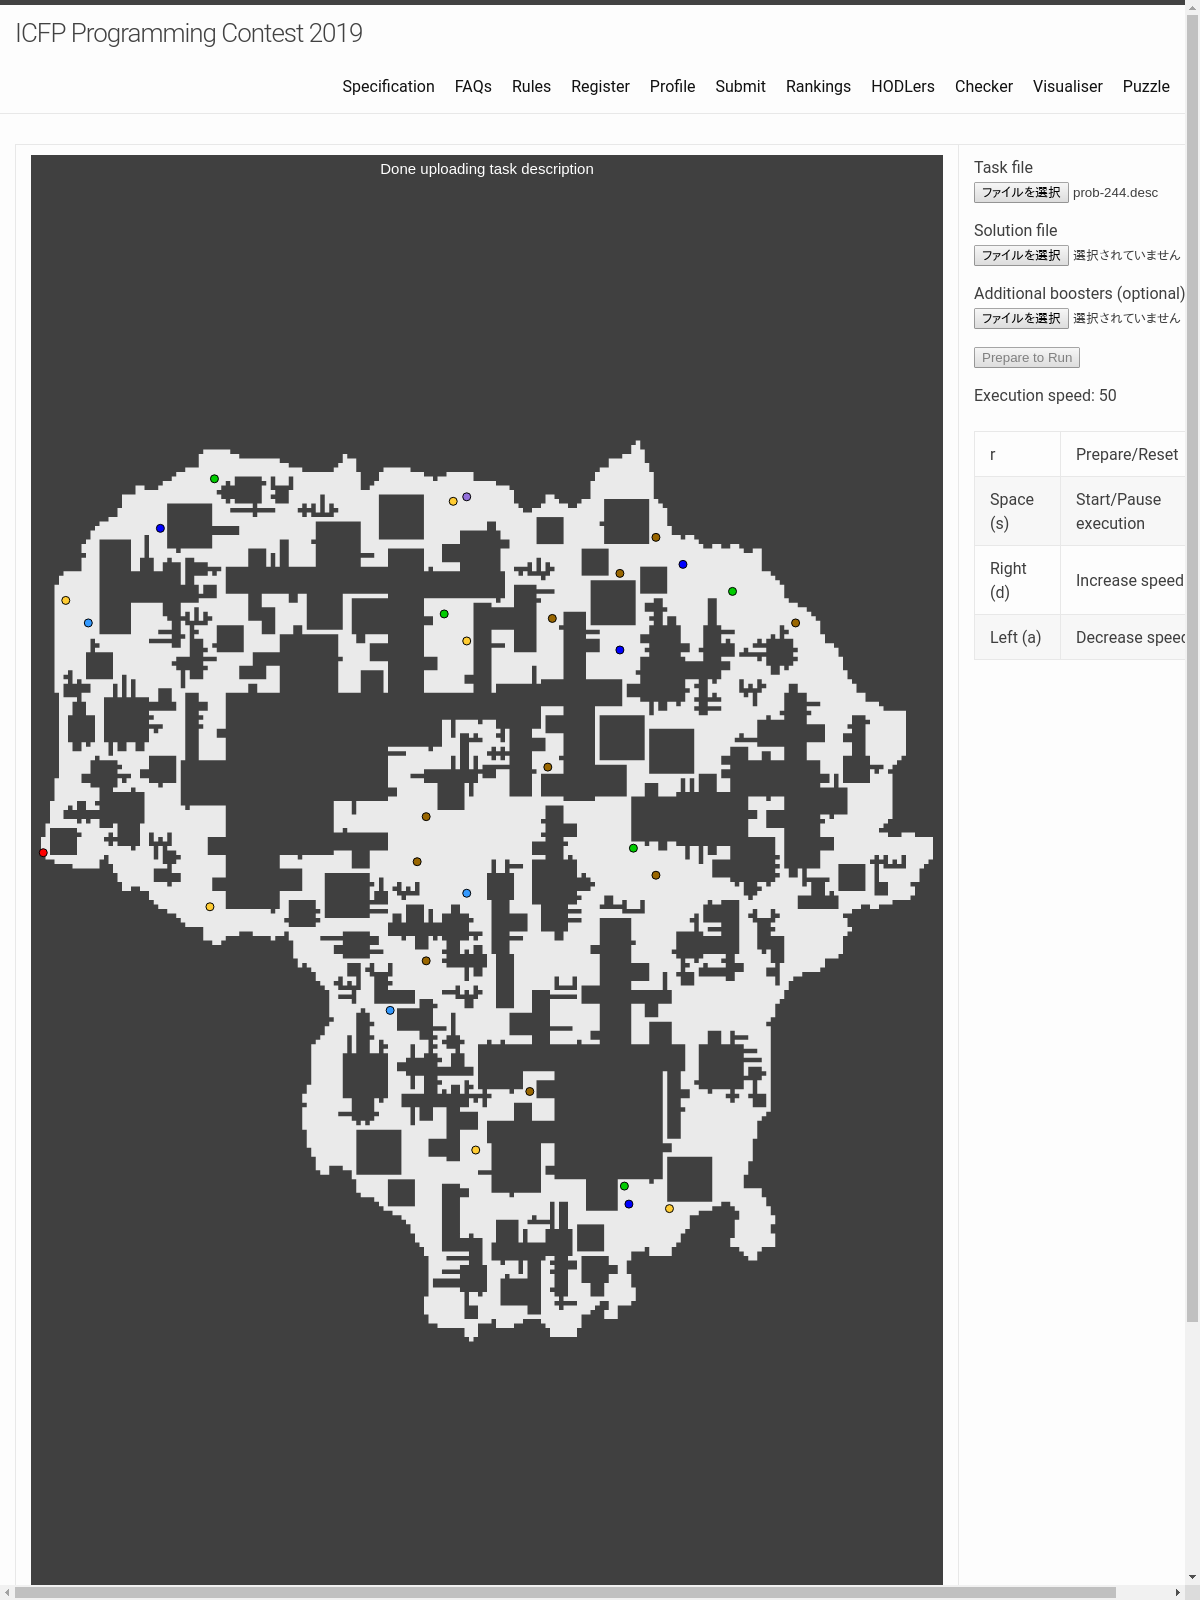 ICFP Programming Contest 2019
Specification FAQs Rules Register Profile Submit Rankings HODLers Checker Visualiser Puzzle
Done uploading task description
Task file
ファイルを選択 prob-244.desc
Solution file
ファイルを選択 選択されていません
Additional boosters (optional)
ファイルを選択 選択されていません
Prepare to Run
Execution speed: 50
r Prepare/Reset
Space (s) Start/Pause execution
Right (d) Increase speed
Left (a) Decrease speed